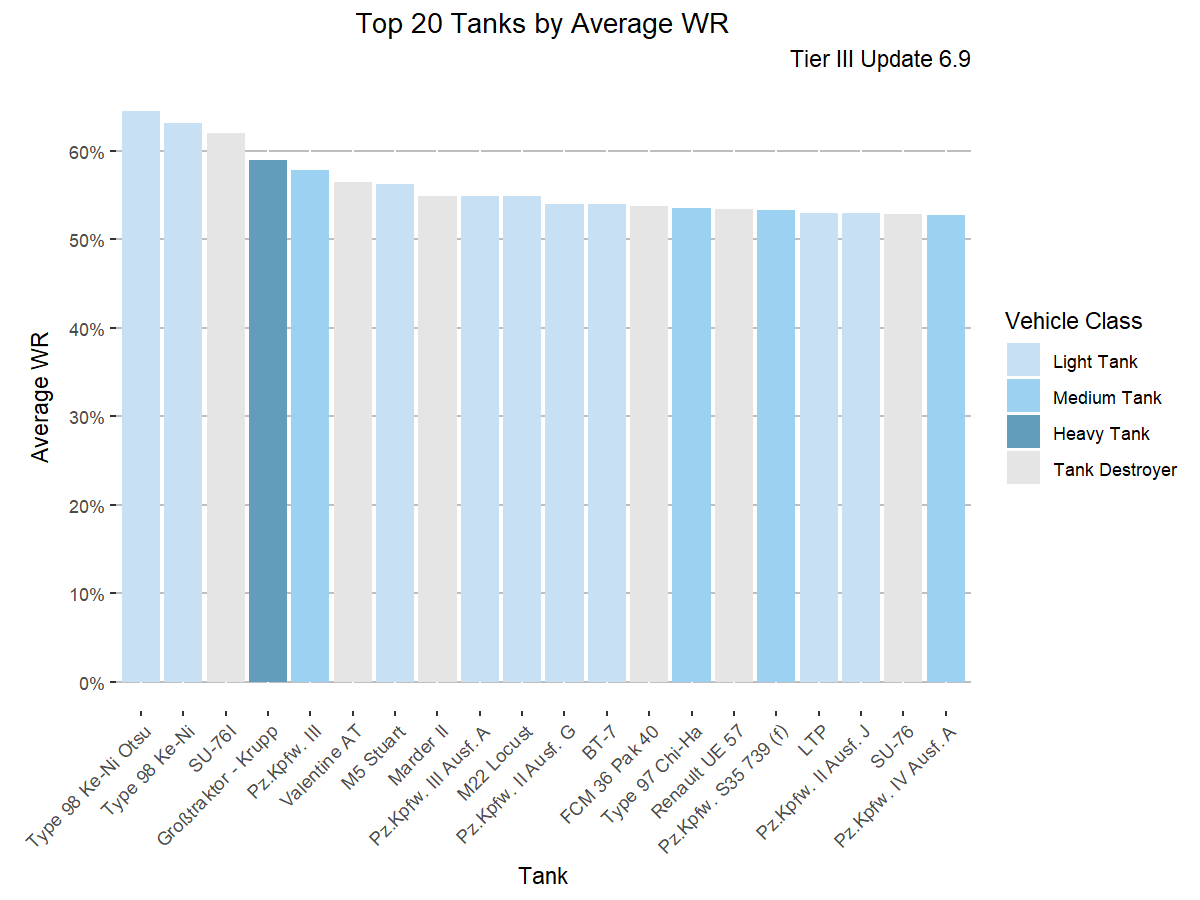 Top 20 Tanks by Average WR
Tier III Update 6.9
60%
50%
40%
30%
20%
10%
0%
Average WR
Type 98 Ke-Ni Otsu
Type 98 Ke-Ni
SU-76I
Großtraktor - Krupp
Pz.Kpfw. III
Valentine AT
M5 Stuart
Marder II
Pz.Kpfw. III Ausf. A
M22 Locust
Pz.Kpfw. II Ausf. G
BT-7
FCM 36 Pak 40
Type 97 Chi-Ha
Renault UE 57
Pz.Kpfw. S35 739 (f)
LTP
Pz.Kpfw. II Ausf. J
SU-76
Pz.Kpfw. IV Ausf. A
Tank
Vehicle Class
Light Tank
Medium Tank
Heavy Tank
Tank Destroyer